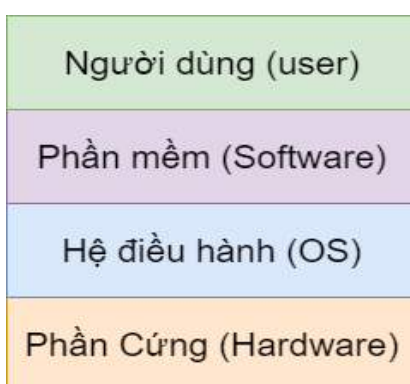 Người dùng (user)
Phần mềm (Software)
Hệ điều hành (OS)
Phần Cứng (Hardware)